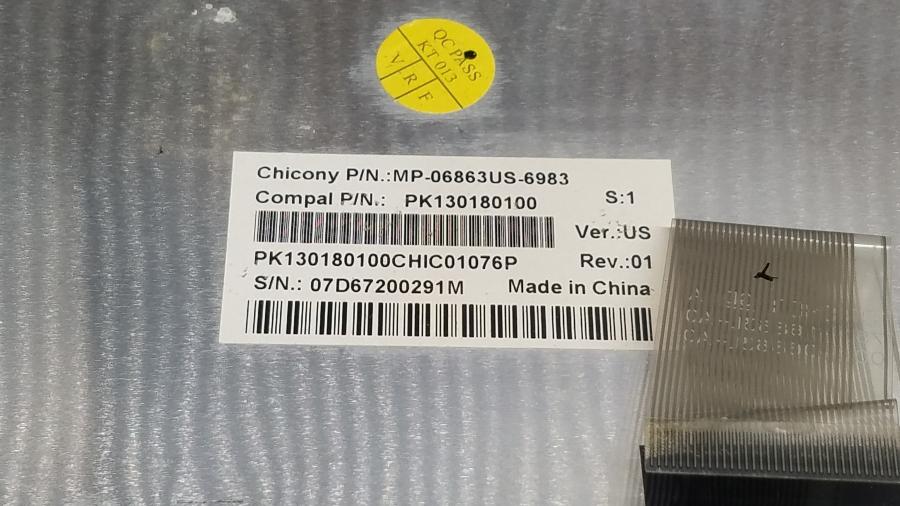 QC PASS
KT 013
V R F
Chicony P/N.:MP-06863US-6983
Compal P/N.: PK130180100
S:1
Ver.:US
PK130180100CHIC01076P
Rev.:01
S/N.: 07D67200291M
Made in China